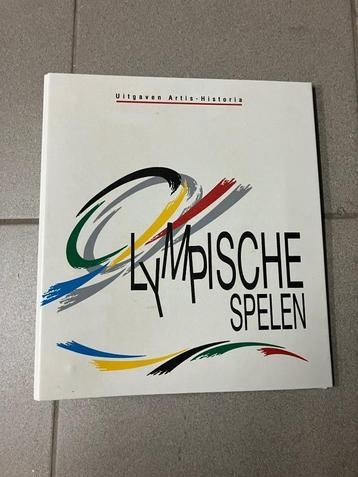 Uitgaven Artis-Historia
OLYMPISCHE
SPELEN